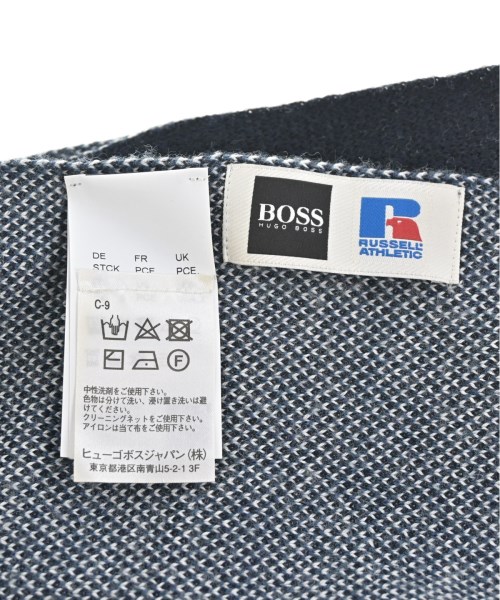 BOSS
HUGO BOSS
R
RUSSELL
ATHLETIC
DE FR UK
STCK PCE PCE
C-9
F
中性洗剤をご使用下さい。
色物は分けて洗い、浸け置き洗いは避
けてください。
クリーニングネットをご使用下さい。
アイロンは当て布をご使用下さい。
ヒューゴボスジャパン(株)
東京都港区南青山5-2-1 3F